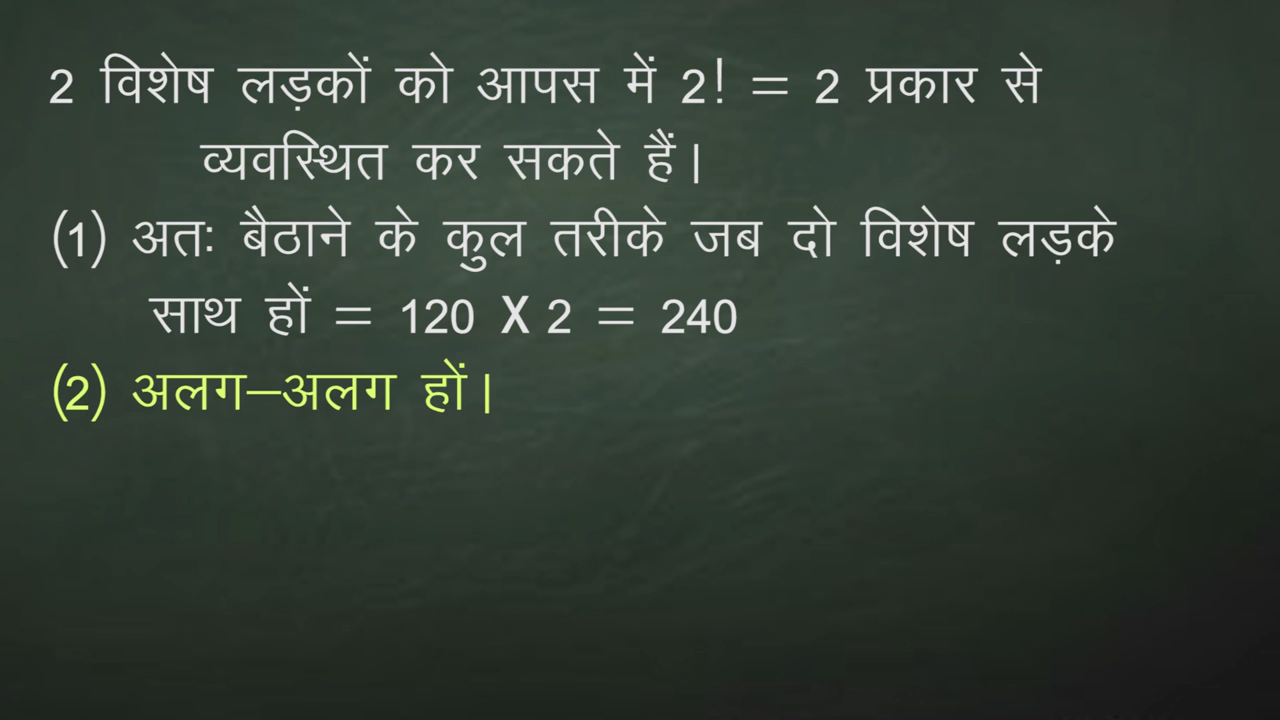 2 विशेष लड़कों को आपस में 2! = 2 प्रकार से
व्यवस्थित कर सकते हैं।
(1) अतः बैठाने के कुल तरीके जब दो विशेष लड़के
साथ हों = 120 X 2 = 240
(2) अलग–अलग हों।